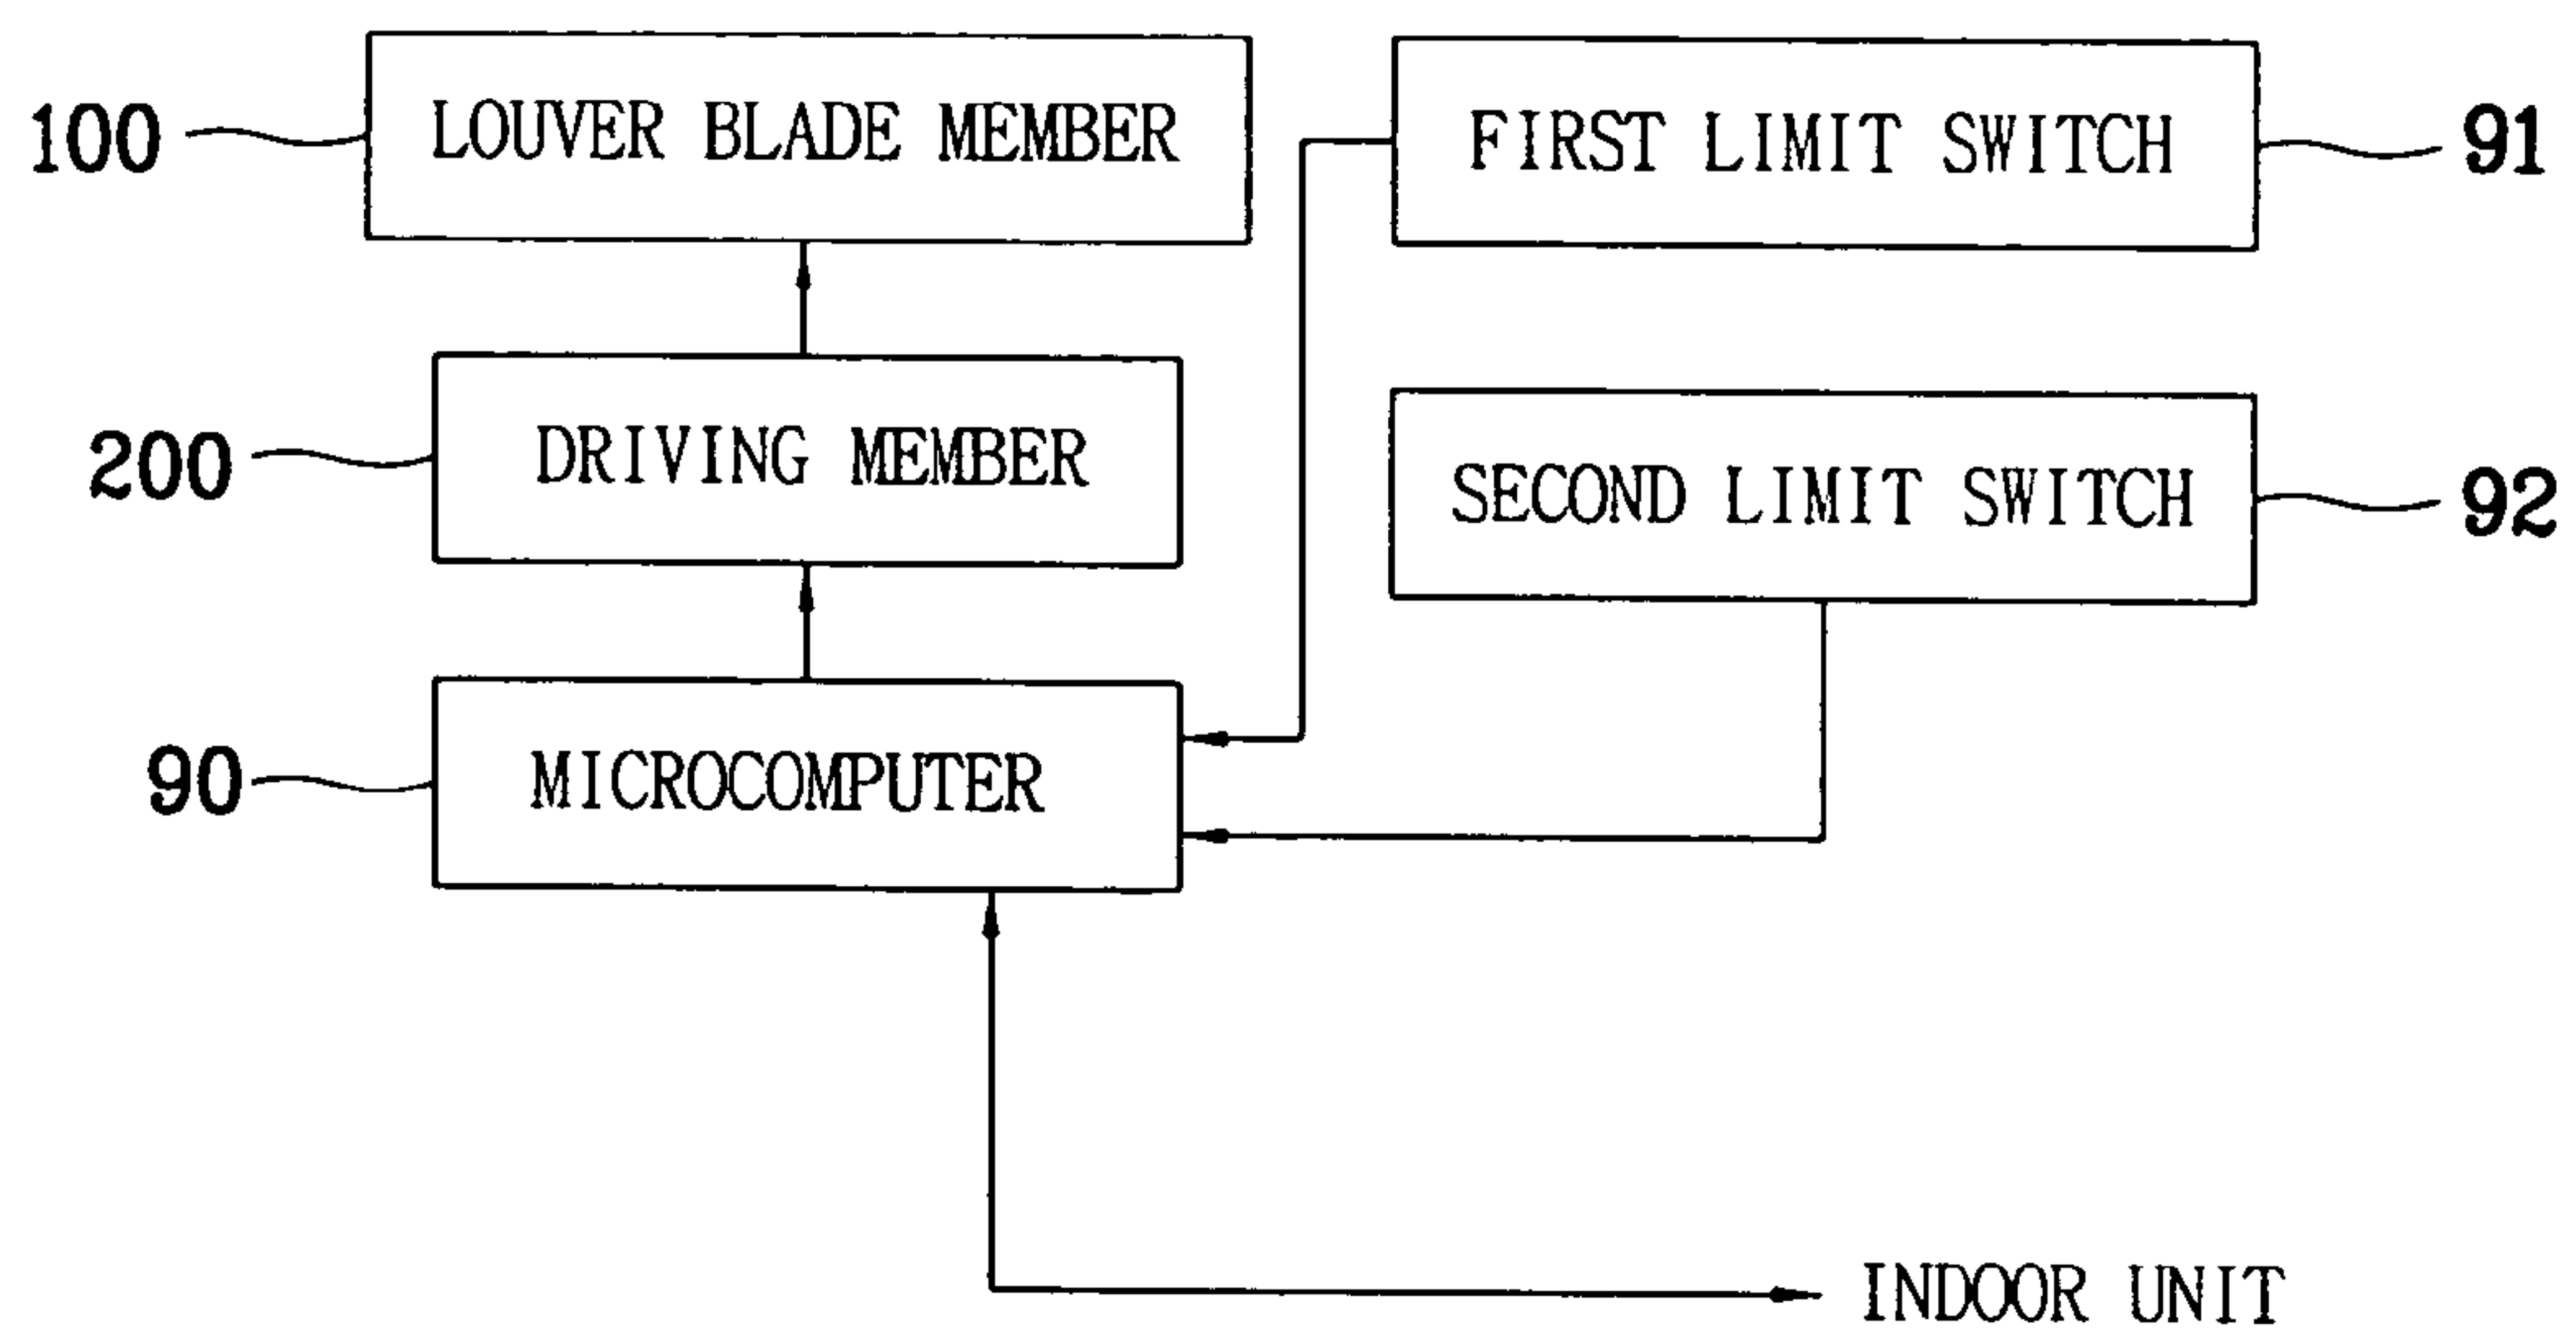 100 LOUVER BLADE MEMBER
FIRST LIMIT SWITCH 91
200 DRIVING MEMBER
SECOND LIMIT SWITCH 92
90 MICROCOMPUTER
INDOOR UNIT